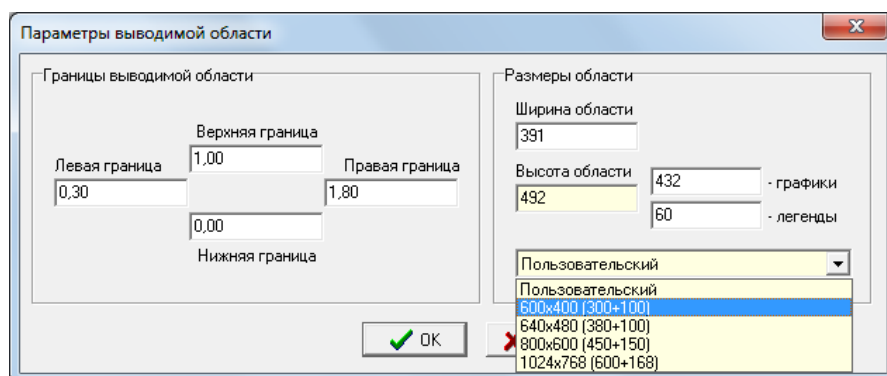 Параметры выводимой области
Границы выводимой области
Верхняя граница
1,00
Левая граница
0,30
Правая граница
1,80
0,00
Нижняя граница
Размеры области
Ширина области
391
Высота области
492
432 - графики
60 - легенды
Пользовательский
Пользовательский
600x400 (300+100)
640x480 (380+100)
800x600 (450+150)
1024x768 (600+168)
OK